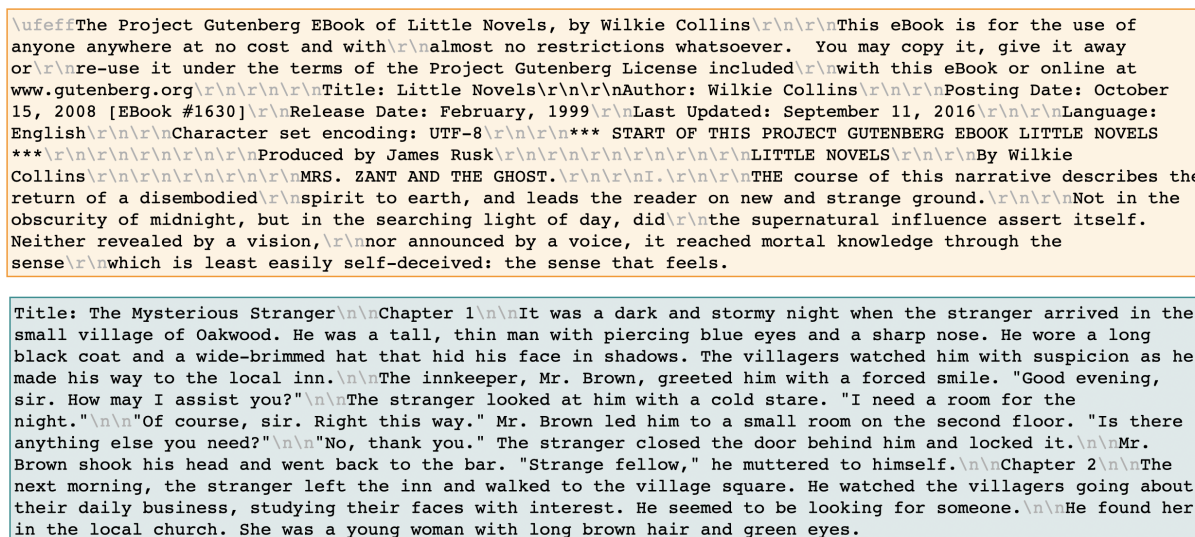 \ufeffThe Project Gutenberg EBook of Little Novels, by Wilkie Collins\r\n\r\nThis eBook is for the use of
anyone anywhere at no cost and with\r\nalmost no restrictions whatsoever.  You may copy it, give it away
or\r\nre-use it under the terms of the Project Gutenberg License included\r\nwith this eBook or online at
www.gutenberg.org\r\n\r\n\r\nTitle: Little Novels\r\n\r\nAuthor: Wilkie Collins\r\n\r\nPosting Date: October
15, 2008 [EBook #1630]\r\nRelease Date: February, 1999\r\nLast Updated: September 11, 2016\r\n\r\nLanguage:
English\r\n\r\nCharacter set encoding: UTF-8\r\n\r\n*** START OF THIS PROJECT GUTENBERG EBOOK LITTLE NOVELS
***\r\n\r\n\r\n\r\n\r\nProduced by James Rusk\r\n\r\n\r\n\r\n\r\n\r\nLITTLE NOVELS\r\n\r\nBy Wilkie
Collins\r\n\r\n\r\n\r\n\r\nMRS. ZANT AND THE GHOST.\r\n\r\nI.\r\n\r\nTHE course of this narrative describes the
return of a disembodied\r\nspirit to earth, and leads the reader on new and strange ground.\r\n\r\nNot in the
obscurity of midnight, but in the searching light of day, did\r\nthe supernatural influence assert itself.
Neither revealed by a vision,\r\nnor announced by a voice, it reached mortal knowledge through the
sense\r\nwhich is least easily self-deceived: the sense that feels.
Title: The Mysterious Stranger\n\nChapter 1\n\nIt was a dark and stormy night when the stranger arrived in the
small village of Oakwood. He was a tall, thin man with piercing blue eyes and a sharp nose. He wore a long
black coat and a wide-brimmed hat that hid his face in shadows. The villagers watched him with suspicion as he
made his way to the local inn.\n\nThe innkeeper, Mr. Brown, greeted him with a forced smile. "Good evening,
sir. How may I assist you?"\n\nThe stranger looked at him with a cold stare. "I need a room for the
night."\n\n"Of course, sir. Right this way." Mr. Brown led him to a small room on the second floor. "Is there
anything else you need?"\n\n"No, thank you." The stranger closed the door behind him and locked it.\n\nMr.
Brown shook his head and went back to the bar. "Strange fellow," he muttered to himself.\n\nChapter 2\n\nThe
next morning, the stranger left the inn and walked to the village square. He watched the villagers going about
their daily business, studying their faces with interest. He seemed to be looking for someone.\n\nHe found her
in the local church. She was a young woman with long brown hair and green eyes.